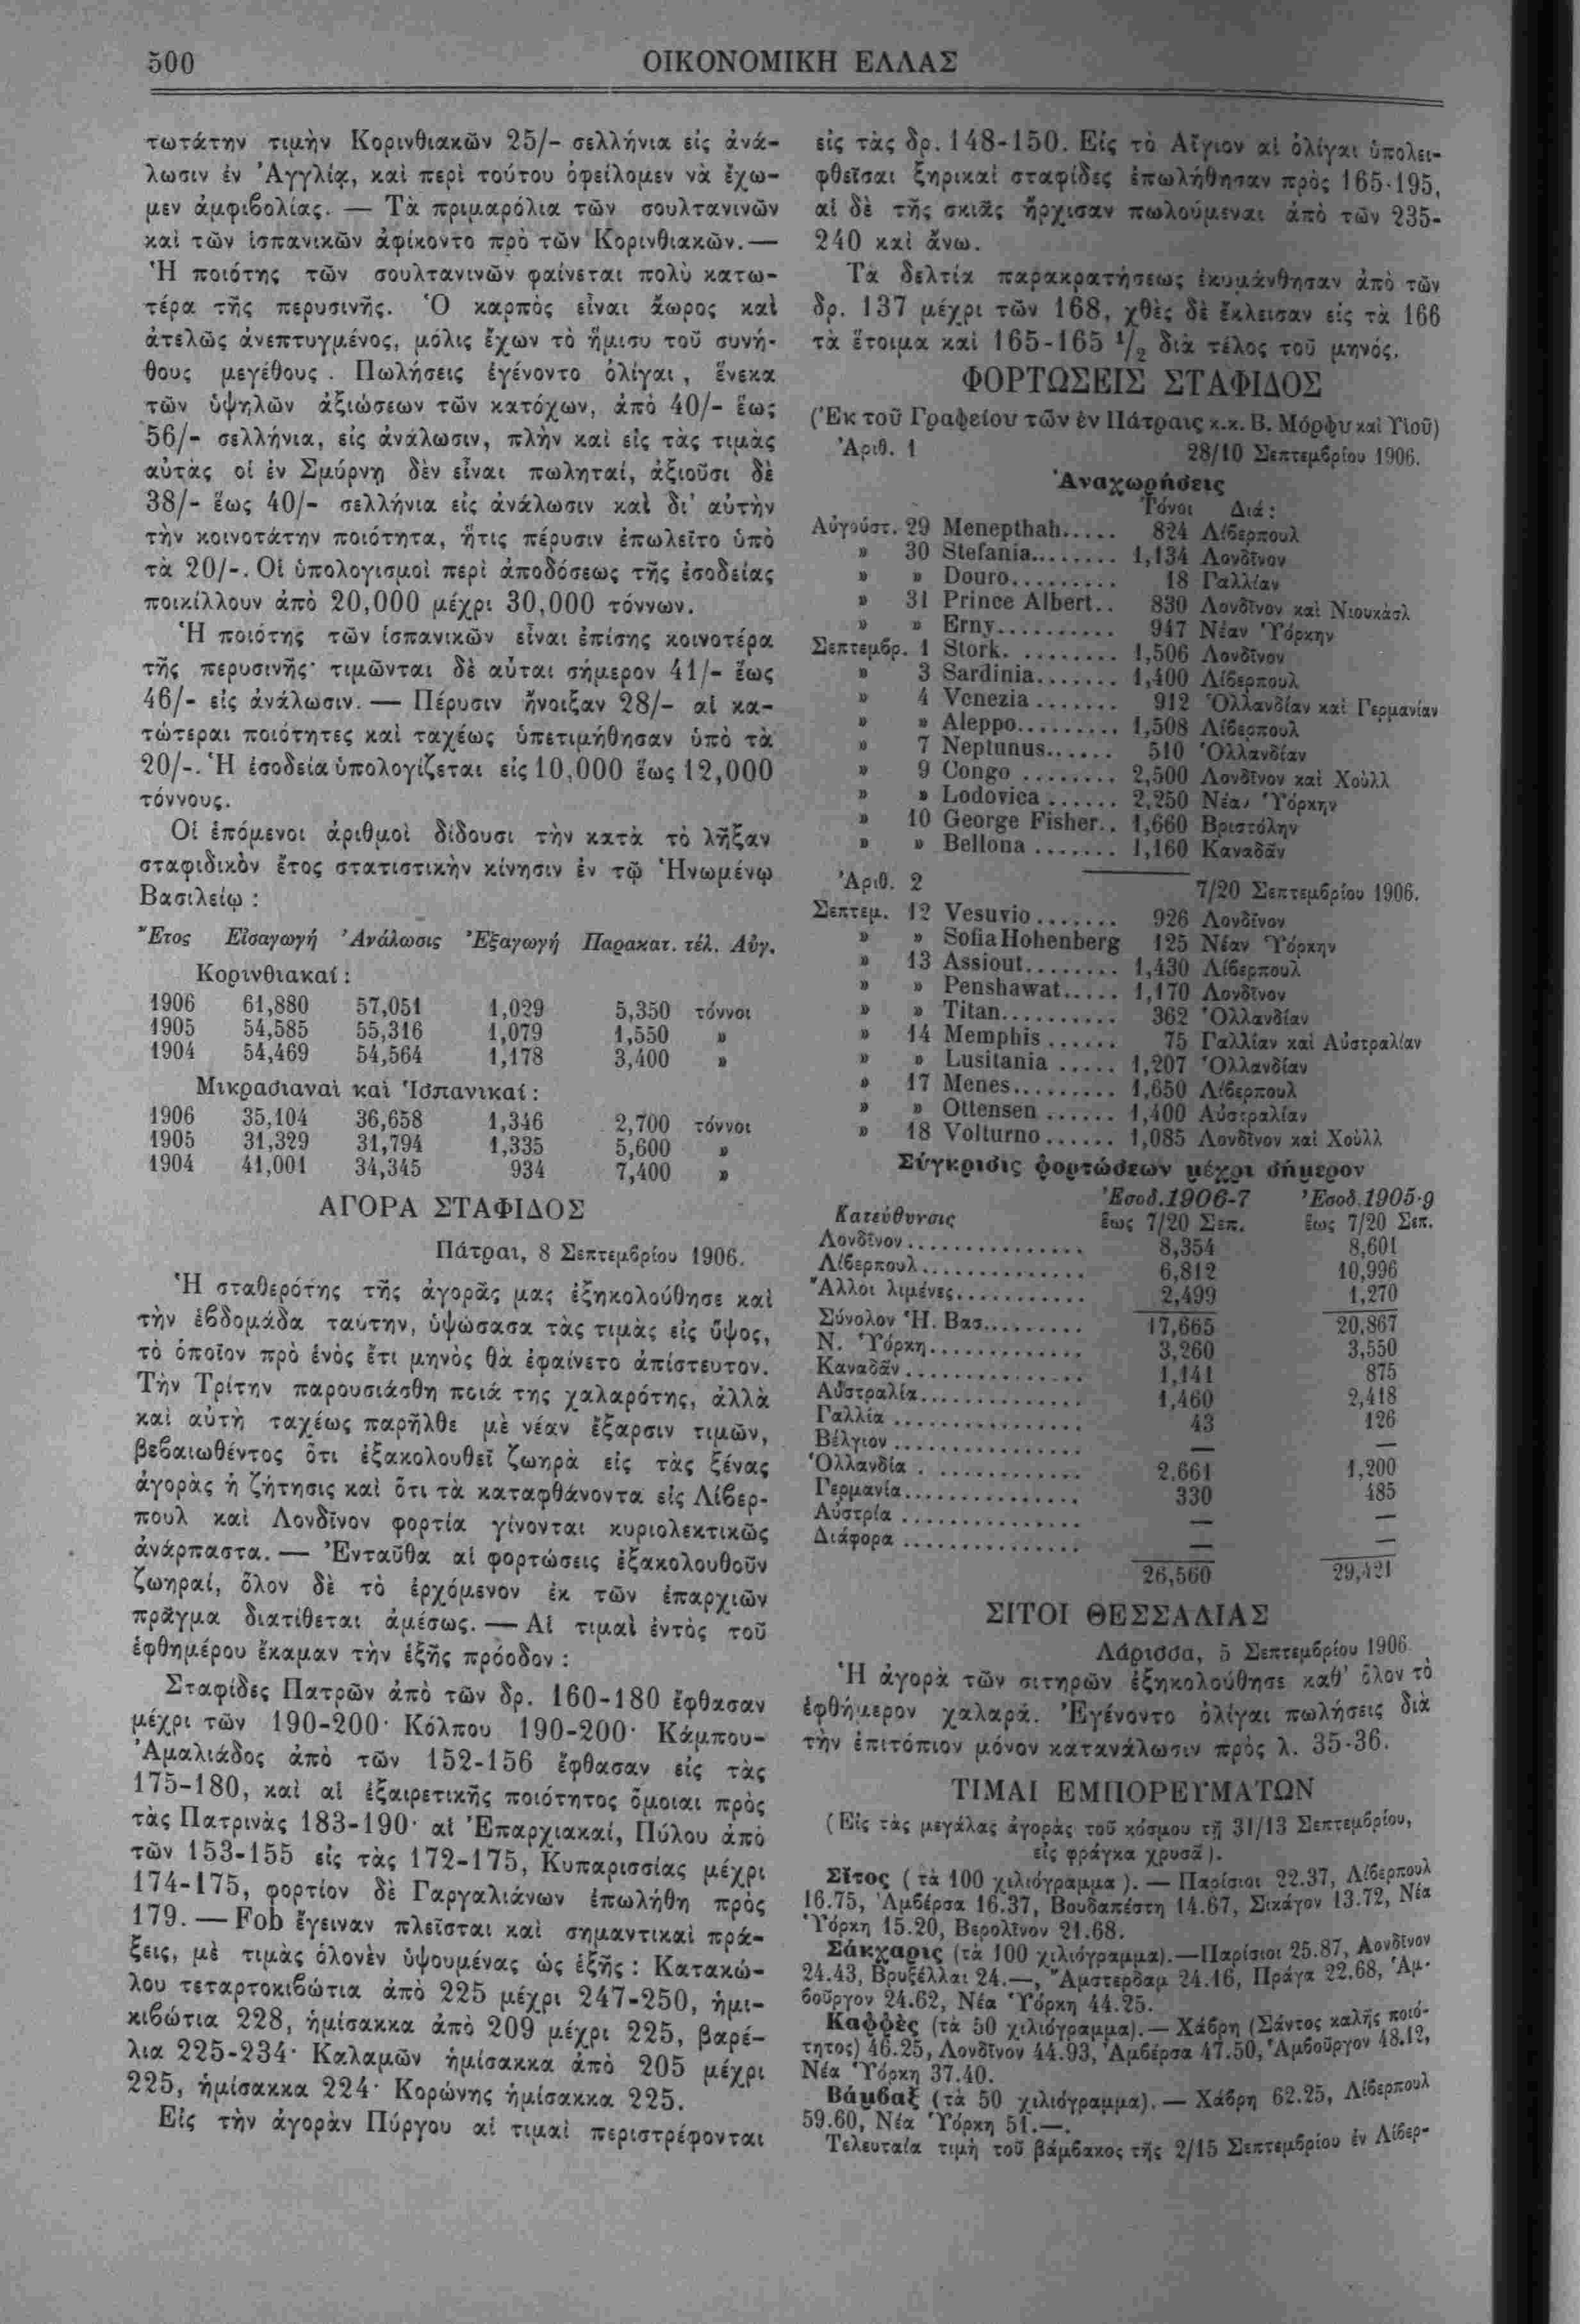 500
ΟΙΚΟΝΟΜΙΚΗ ΕΛΛΑΣ
τωτάτην τιμὴν Κορινθιακῶν 25/- σελλήνια εἰς ἀνά-
λωσιν ἐν Ἀγγλίᾳ, καὶ περὶ τούτου ὀφείλομεν νὰ ἔχω-
μεν ἀμφιβολίας. — Τὰ πριμαρόλια τῶν σουλτανινῶν
καὶ τῶν ἱσπανικῶν ἀφίκοντο πρὸ τῶν Κορινθιακῶν.—
Ἡ ποιότης τῶν σουλτανινῶν φαίνεται πολὺ κατω-
τέρα τῆς περυσινῆς. Ὁ καρπὸς εἶναι ἄωρος καὶ
ἀτελῶς ἀνεπτυγμένος, μόλις ἔχων τὸ ἥμισυ τοῦ συνή-
θους μεγέθους. Πωλήσεις ἐγένοντο ὀλίγαι, ἕνεκα
τῶν ὑψηλῶν ἀξιώσεων τῶν κατόχων, ἀπὸ 40/- ἕως
56/- σελλήνια, εἰς ἀνάλωσιν, πλὴν καὶ εἰς τὰς τιμὰς
αὐτὰς οἱ ἐν Σμύρνῃ δὲν εἶναι πωληταί, ἀξιοῦσι δὲ
38/- ἕως 40/- σελλήνια εἰς ἀνάλωσιν καὶ δι' αὐτὴν
τὴν κοινοτάτην ποιότητα, ἥτις πέρυσιν ἐπωλεῖτο ὑπὸ
τὰ 20/-. Οἱ ὑπολογισμοὶ περὶ ἀποδόσεως τῆς ἐσοδείας
ποικίλλουν ἀπὸ 20,000 μέχρι 30,000 τόννων.
Ἡ ποιότης τῶν ἱσπανικῶν εἶναι ἐπίσης κοινοτέρα
τῆς περυσινῆς· τιμῶνται δὲ αὗται σήμερον 41/- ἕως
46/- εἰς ἀνάλωσιν. — Πέρυσιν ἤνοιξαν 28/- αἱ κα-
τώτεραι ποιότητες καὶ ταχέως ὑπετιμήθησαν ὑπὸ τὰ
20/-. Ἡ ἐσοδεία ὑπολογίζεται εἰς 10,000 ἕως 12,000
τόννους.
Οἱ ἑπόμενοι ἀριθμοὶ δίδουσι τὴν κατὰ τὸ λῆξαν
σταφιδικὸν ἔτος στατιστικὴν κίνησιν ἐν τῷ Ἡνωμένῳ
Βασιλείῳ :
Ἔτος Εἰσαγωγή Ἀνάλωσις Ἐξαγωγή Παρακατ. τέλ. Αὐγ.
Κορινθιακαί :
1906 61,880 57,051 1,029 5,350 τόννοι
1905 54,585 55,316 1,079 1,550 »
1904 54,469 54,564 1,178 3,400 »
Μικρασιαναὶ καὶ Ἰσπανικαί :
1906 35,104 36,658 1,346 2,700 τόννοι
1905 31,329 31,794 1,335 5,600 »
1904 41,001 34,345 934 7,400 »
ΑΓΟΡΑ ΣΤΑΦΙΔΟΣ
Πάτραι, 8 Σεπτεμβρίου 1906.
Ἡ σταθερότης τῆς ἀγορᾶς μας ἐξηκολούθησε καὶ
τὴν ἑβδομάδα ταύτην, ὑψώσασα τὰς τιμὰς εἰς ὕψος,
τὸ ὁποῖον πρὸ ἑνὸς ἔτι μηνὸς θὰ ἐφαίνετο ἀπίστευτον.
Τὴν Τρίτην παρουσιάσθη ποιά της χαλαρότης, ἀλλὰ
καὶ αὐτὴ ταχέως παρῆλθε μὲ νέαν ἔξαρσιν τιμῶν,
βεβαιωθέντος ὅτι ἐξακολουθεῖ ζωηρὰ εἰς τὰς ξένας
ἀγορὰς ἡ ζήτησις καὶ ὅτι τὰ καταφθάνοντα εἰς Λίβερ-
πουλ καὶ Λονδῖνον φορτία γίνονται κυριολεκτικῶς
ἀνάρπαστα. — Ἐνταῦθα αἱ φορτώσεις ἐξακολουθοῦν
ζωηραί, ὅλον δὲ τὸ ἐρχόμενον ἐκ τῶν ἐπαρχιῶν
πρᾶγμα διατίθεται ἀμέσως. — Αἱ τιμαὶ ἐντὸς τοῦ
ἑφθημέρου ἔκαμαν τὴν ἑξῆς πρόοδον :
Σταφίδες Πατρῶν ἀπὸ τῶν δρ. 160-180 ἔφθασαν
μέχρι τῶν 190-200· Κόλπου 190-200· Κάμπου-
Ἀμαλιάδος ἀπὸ τῶν 152-156 ἔφθασαν εἰς τὰς
175-180, καὶ αἱ ἐξαιρετικῆς ποιότητος ὅμοιαι πρὸς
τὰς Πατρινὰς 183-190· αἱ Ἐπαρχιακαί, Πύλου ἀπὸ
τῶν 153-155 εἰς τὰς 172-175, Κυπαρισσίας μέχρι
174-175, φορτίον δὲ Γαργαλιάνων ἐπωλήθη πρὸς
179. — Fob ἔγειναν πλεῖσται καὶ σημαντικαὶ πρά-
ξεις, μὲ τιμὰς ὁλονὲν ὑψουμένας ὡς ἑξῆς : Κατακώ-
λου τεταρτοκιβώτια ἀπὸ 225 μέχρι 247-250, ἡμι-
κιβώτια 228, ἡμίσακκα ἀπὸ 209 μέχρι 225, βαρέ-
λια 225-234· Καλαμῶν ἡμίσακκα ἀπὸ 205 μέχρι
225, ἡμίσακκα 224· Κορώνης ἡμίσακκα 225.
Εἰς τὴν ἀγορὰν Πύργου αἱ τιμαὶ περιστρέφονται
εἰς τὰς δρ. 148-150. Εἰς τὸ Αἴγιον αἱ ὀλίγαι ὑπολει-
φθεῖσαι ξηρικαὶ σταφίδες ἐπωλήθησαν πρὸς 165-195,
αἱ δὲ τῆς σκιᾶς ἤρχισαν πωλούμεναι ἀπὸ τῶν 235-
240 καὶ ἄνω.
Τὰ δελτία παρακρατήσεως ἐκυμάνθησαν ἀπὸ τῶν
δρ. 137 μέχρι τῶν 168, χθὲς δὲ ἔκλεισαν εἰς τὰ 166
τὰ ἕτοιμα καὶ 165-165 1/2 διὰ τέλος τοῦ μηνός.
ΦΟΡΤΩΣΕΙΣ ΣΤΑΦΙΔΟΣ
(Ἐκ τοῦ Γραφείου τῶν ἐν Πάτραις κ.κ. Β. Μόρφυ καὶ Υἱοῦ)
Ἀριθ. 1 28/10 Σεπτεμβρίου 1906.
Ἀναχωρήσεις
Τόνοι Διά :
Αὐγούστ. 29 Menepthah..... 824 Λίβερπουλ
» 30 Stefania........ 1,134 Λονδῖνον
» » Douro......... 18 Γαλλίαν
» 31 Prince Albert.. 830 Λονδῖνον καὶ Νιουκὰσλ
» » Erny.......... 947 Νέαν Ὑόρκην
Σεπτεμβρ. 1 Stork. ........ 1,506 Λονδῖνον
» 3 Sardinia....... 1,400 Λίβερπουλ
» 4 Venezia ....... 912 Ὁλλανδίαν καὶ Γερμανίαν
» » Aleppo......... 1,508 Λίβερπουλ
» 7 Neptunus...... 510 Ὁλλανδίαν
» 9 Congo ........ 2,500 Λονδῖνον καὶ Χοὺλλ
» » Lodovica ...... 2,250 Νέαν Ὑόρκην
» 10 George Fisher.. 1,660 Βριστόλην
» » Bellona ....... 1,160 Καναδᾶν
Ἀριθ. 2 7/20 Σεπτεμβρίου 1906.
Σεπτεμ. 12 Vesuvio ....... 926 Λονδῖνον
» » Sofia Hohenberg 125 Νέαν Ὑόρκην
» 13 Assiout........ 1,430 Λίβερπουλ
» » Penshawat..... 1,170 Λονδῖνον
» » Titan.......... 362 Ὁλλανδίαν
» 14 Memphis ...... 75 Γαλλίαν καὶ Αὐστραλίαν
» » Lusitania ..... 1,207 Ὁλλανδίαν
» 17 Menes......... 1,650 Λίβερπουλ
» » Ottensen ...... 1,400 Αὐστραλίαν
» 18 Volturno...... 1,085 Λονδῖνον καὶ Χοὺλλ
Σύγκρισις φορτώσεων μέχρι σήμερον
Ἐσοδ. 1906-7 Ἐσοδ. 1905-9
Κατεύθυνσις ἕως 7/20 Σεπ. ἕως 7/20 Σεπ.
Λονδῖνον................ 8,354 8,601
Λίβερπουλ.............. 6,812 10,996
Ἄλλοι λιμένες........... 2,499 1,270
Σύνολον Ἡ. Βασ......... 17,665 20,867
Ν. Ὑόρκη.............. 3,260 3,550
Καναδᾶν ............... 1,141 875
Αὐστραλία.............. 1,460 2,418
Γαλλία ................ 43 126
Βέλγιον ................ — —
Ὁλλανδία . ............ 2,661 1,200
Γερμανία............... 330 485
Αὐστρία ............... — —
Διάφορα ............... — —
26,560 29,421
ΣΙΤΟΙ ΘΕΣΣΑΛΙΑΣ
Λάρισσα, 5 Σεπτεμβρίου 1906.
Ἡ ἀγορὰ τῶν σιτηρῶν ἐξηκολούθησε καθ' ὅλον τὸ
ἑφθήμερον χαλαρά. Ἐγένοντο ὀλίγαι πωλήσεις διὰ
τὴν ἐπιτόπιον μόνον κατανάλωσιν πρὸς λ. 35-36.
ΤΙΜΑΙ ΕΜΠΟΡΕΥΜΑΤΩΝ
(Εἰς τὰς μεγάλας ἀγορὰς τοῦ κόσμου τῇ 31/13 Σεπτεμβρίου,
εἰς φράγκα χρυσᾶ).
Σῖτος (τὰ 100 χιλιόγραμμα). — Παρίσιοι 22.37, Λίβερπουλ
16.75, Ἀμβέρσα 16.37, Βουδαπέστη 14.67, Σικάγον 13.72, Νέα
Ὑόρκη 15.20, Βερολῖνον 21.68.
Σάκχαρις (τὰ 100 χιλιόγραμμα).—Παρίσιοι 25.87, Λονδῖνον
24.43, Βρυξέλλαι 24.—, Ἄμστερδαμ 24.16, Πράγα 22.68, Ἀμ-
βοῦργον 24.62, Νέα Ὑόρκη 44.25.
Καφφὲς (τὰ 50 χιλιόγραμμα).— Χάβρη (Σάντος καλῆς ποιό-
τητος) 46.25, Λονδῖνον 44.93, Ἀμβέρσα 47.50, Ἀμβοῦργον 48.12,
Νέα Ὑόρκη 37.40.
Βάμβαξ (τὰ 50 χιλιόγραμμα). — Χάβρη 62.25, Λίβερπουλ
59.60, Νέα Ὑόρκη 51.—.
Τελευταία τιμὴ τοῦ βάμβακος τῆς 2/15 Σεπτεμβρίου ἐν Λίβερ-